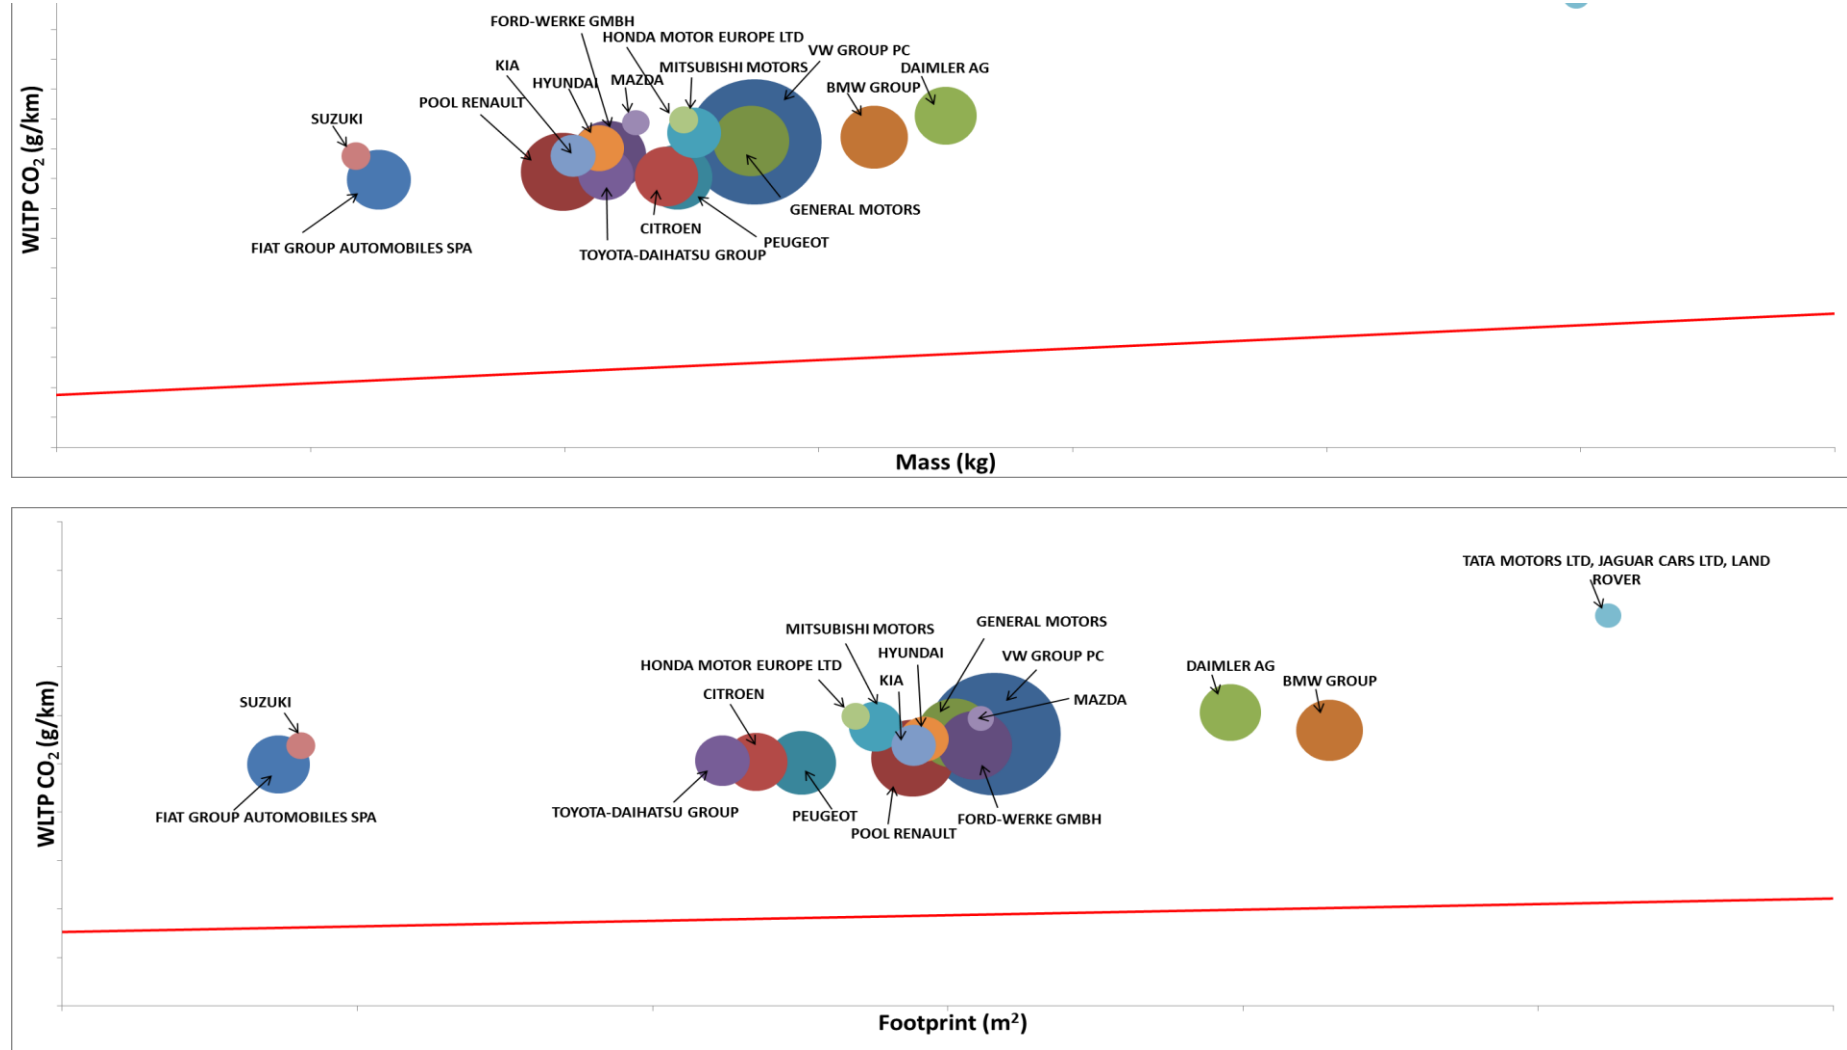 FORD-WERKE GMBH
HONDA MOTOR EUROPE LTD
VW GROUP PC
KIA
MITSUBISHI MOTORS
DAIMLER AG
HYUNDAI
MAZDA
BMW GROUP
POOL RENAULT
SUZUKI
WLTP CO₂ (g/km)
GENERAL MOTORS
CITROEN
PEUGEOT
FIAT GROUP AUTOMOBILES SPA
TOYOTA-DAIHATSU GROUP
Mass (kg)
TATA MOTORS LTD, JAGUAR CARS LTD, LAND
ROVER
GENERAL MOTORS
MITSUBISHI MOTORS
HYUNDAI
VW GROUP PC
HONDA MOTOR EUROPE LTD
DAIMLER AG
KIA
BMW GROUP
CITROEN
MAZDA
SUZUKI
WLTP CO₂ (g/km)
TOYOTA-DAIHATSU GROUP
PEUGEOT
FIAT GROUP AUTOMOBILES SPA
FORD-WERKE GMBH
POOL RENAULT
Footprint (m²)